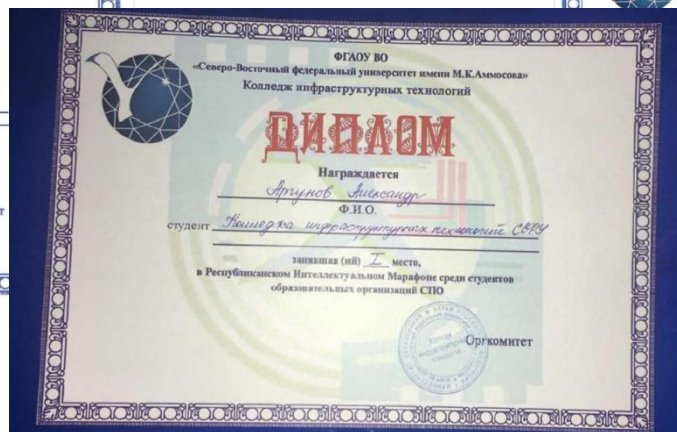 ФГАОУ ВО
«Северо-Восточный федеральный университет имени М.К.Аммосова»
Колледж инфраструктурных технологий
ДИПЛОМ
Награждается
Аргунов Александр
Ф.И.О.
студент Колледжа инфраструктурных технологий СВФУ
занявшая (ий) I место,
в Республиканском Интеллектуальном Марафоне среди студентов
образовательных организаций СПО
Оргкомитет